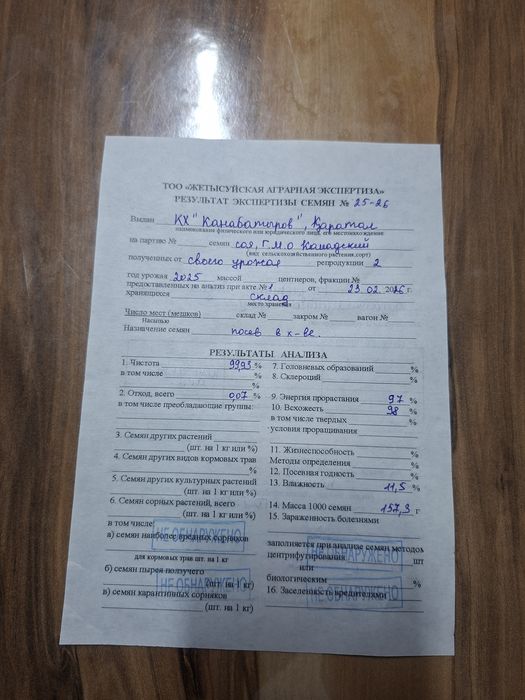 ТОО «ЖЕТЫСУЙСКАЯ АГРАРНАЯ ЭКСПЕРТИЗА»
РЕЗУЛЬТАТ ЭКСПЕРТИЗЫ СЕМЯН № 25-26
Выдан КХ "Канабатыров", Қаратал
наименование физического или юридического лица, его местонахождение
на партию № семян соя, Г.М.О Канадский
(вид сельскохозяйственного растения, сорт)
полученных от своего урожая репродукции 2
год урожая 2025 массой центнеров, фракции №
предоставленных на анализ при акте № 1 от 23.02.2026 г.
хранящихся склад
место хранения
Число мест (мешков) склад № закром № вагон №
Насыпью
Назначение семян посев в х-ве.
РЕЗУЛЬТАТЫ АНАЛИЗА
1. Чистота 99,93 %
в том числе %
2. Отход, всего 0,07 %
в том числе преобладающие группы:
3. Семян других растений
(шт. на 1 кг или %)
4. Семян других видов кормовых трав
%
5. Семян других культурных растений
(шт. на 1 кг или %)
6. Семян сорных растений, всего
(шт. на 1 кг или %)
в том числе
а) семян наиболее вредных сорняков
НЕ ОБНАРУЖЕНО
для кормовых трав шт. на 1 кг
б) семян пырея ползучего
(шт. на 1 кг)
НЕ ОБНАРУЖЕНО
в) семян карантинных сорняков
(шт. на 1 кг)
7. Головневых образований %
8. Склероций %
9. Энергия прорастания 97 %
10. Всхожесть 98 %
в том числе твердых
условия проращивания
11. Жизнеспособность %
Методы определения
12. Посевная годность %
13. Влажность 11,5 %
14. Масса 1000 семян 157,3 г
15. Зараженность болезнями
заполняется при анализе семян методом
центрифугирования шт
НЕ ОБНАРУЖЕНО
или
биологическим %
16. Заселенность вредителями
НЕ ОБНАРУЖЕНО